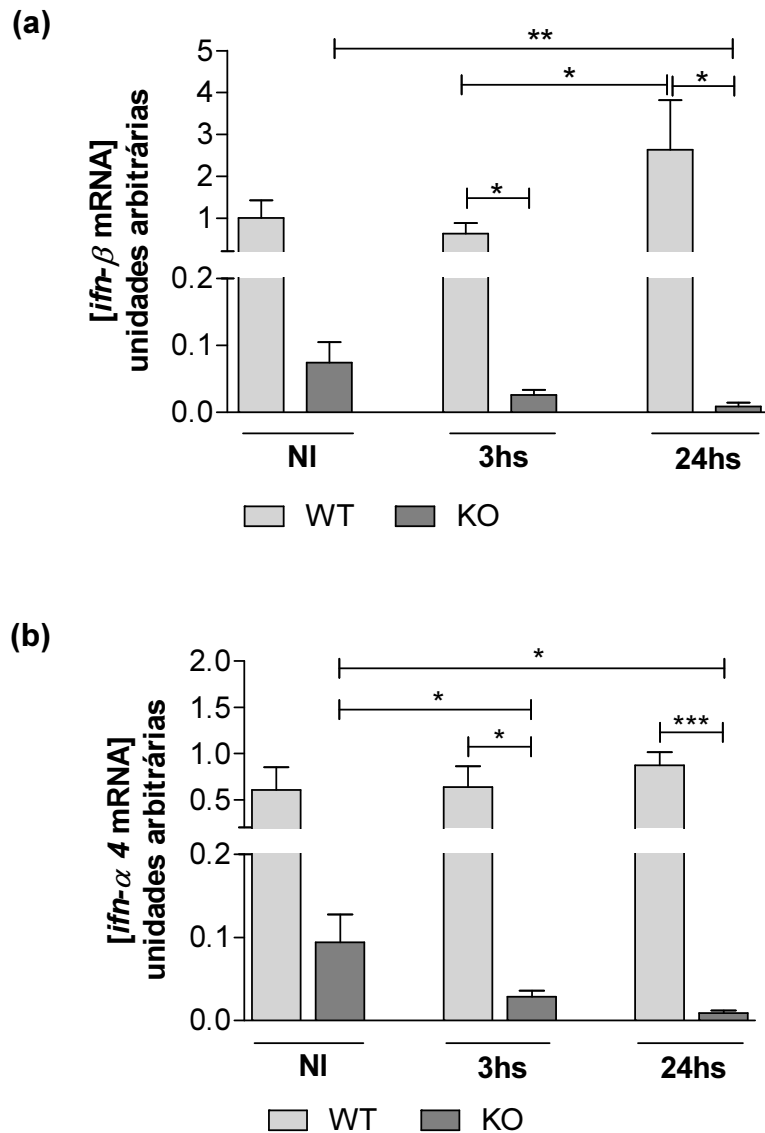 (a)
[ifn-β mRNA]
unidades arbitrárias
5
4
3
2
1
0.2
0.1
0.0
**
*
*
*
NI
3hs
24hs
WT
KO
(b)
[ifn-α 4 mRNA]
unidades arbitrárias
2.0
1.5
1.0
0.5
0.2
0.1
0.0
*
*
*
***
NI
3hs
24hs
WT
KO